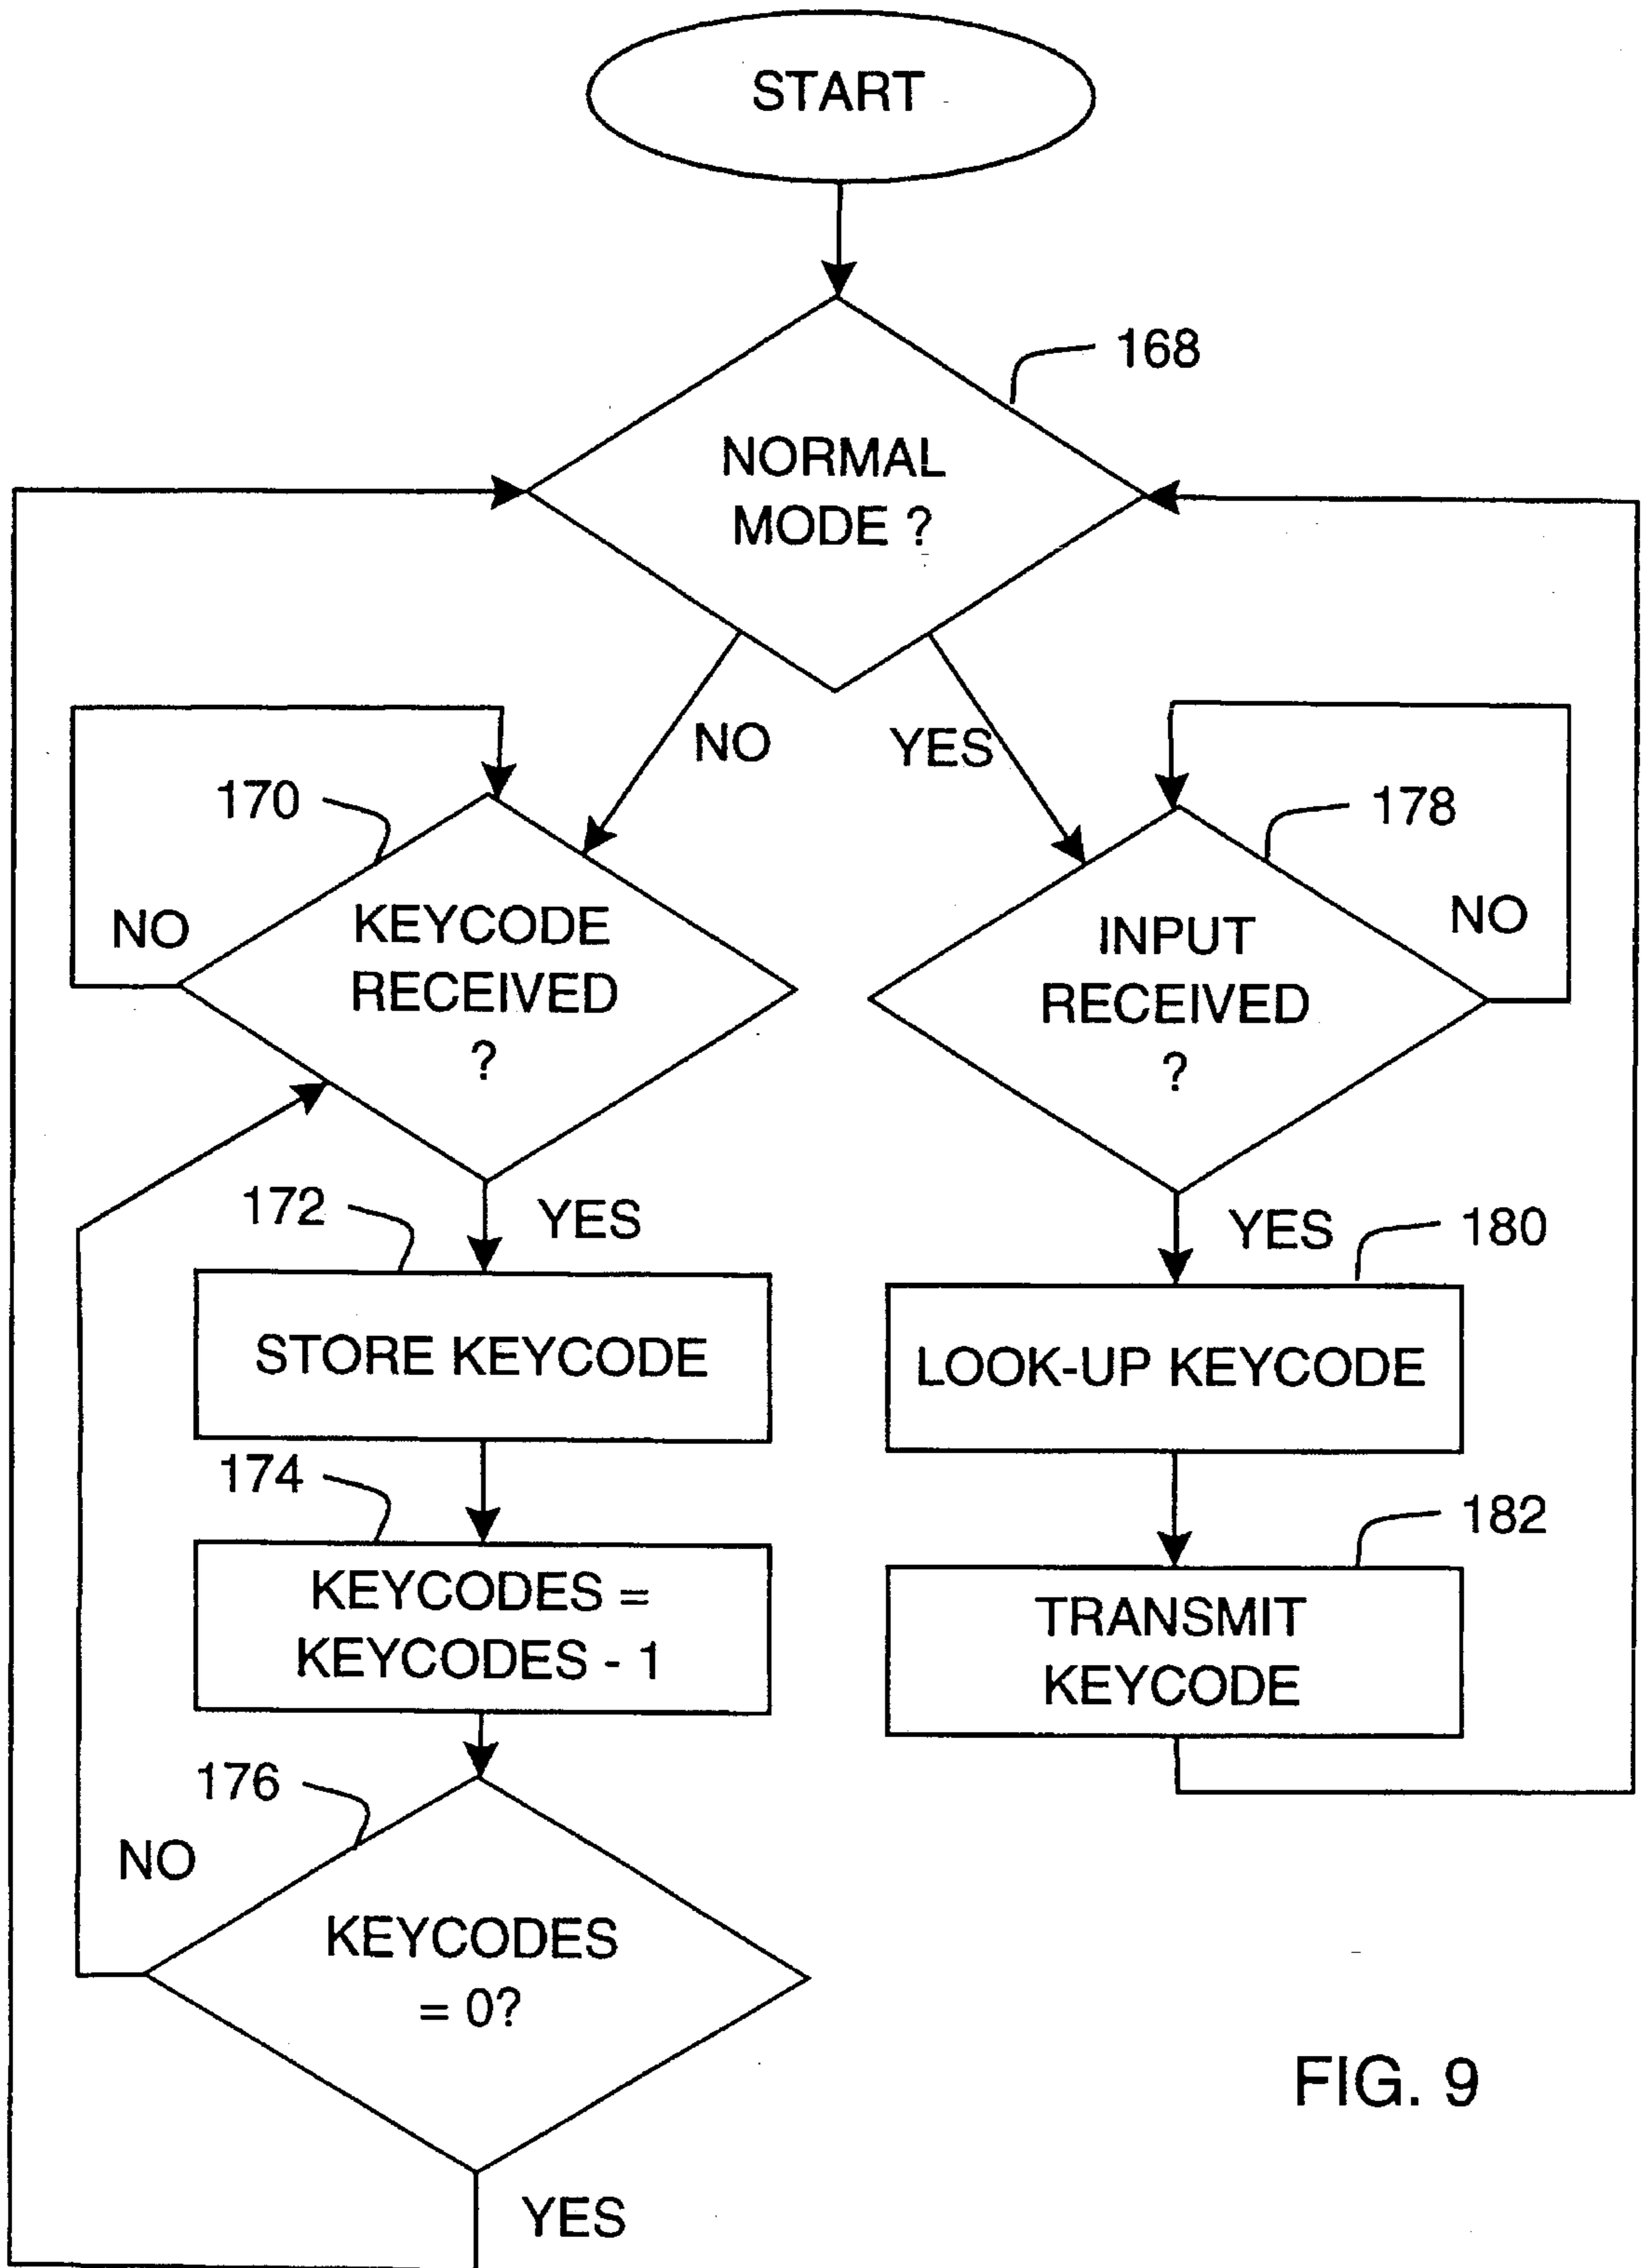 START
168
NORMAL
MODE ?
NO
YES
170
178
NO
KEYCODE
RECEIVED
?
INPUT
RECEIVED
?
NO
172
YES
YES
180
STORE KEYCODE
LOOK-UP KEYCODE
174
182
KEYCODES =
KEYCODES - 1
TRANSMIT
KEYCODE
176
NO
KEYCODES
= 0?
YES
FIG. 9